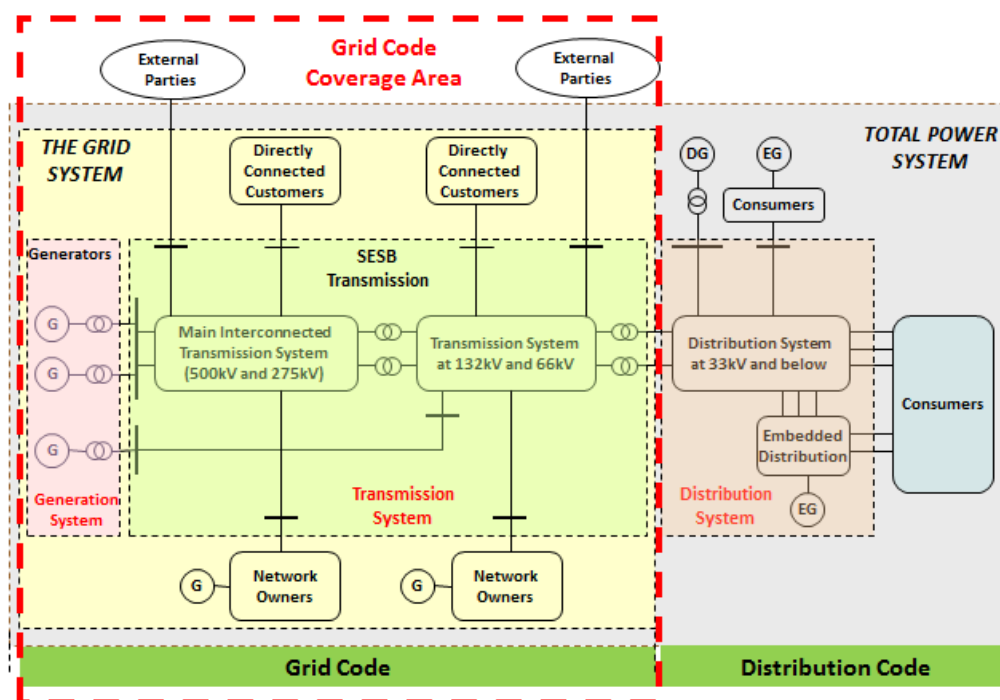 External
Parties
Grid Code
Coverage Area
External
Parties
THE GRID
SYSTEM
Directly
Connected
Customers
Directly
Connected
Customers
DG
EG
TOTAL POWER
SYSTEM
Consumers
Generators
SESB
Transmission
G
Main Interconnected
Transmission System
(500kV and 275kV)
Transmission System
at 132kV and 66kV
Distribution System
at 33kV and below
G
Consumers
G
Embedded
Distribution
Generation
System
Transmission
System
Distribution
System
EG
G
Network
Owners
G
Network
Owners
Grid Code
Distribution Code